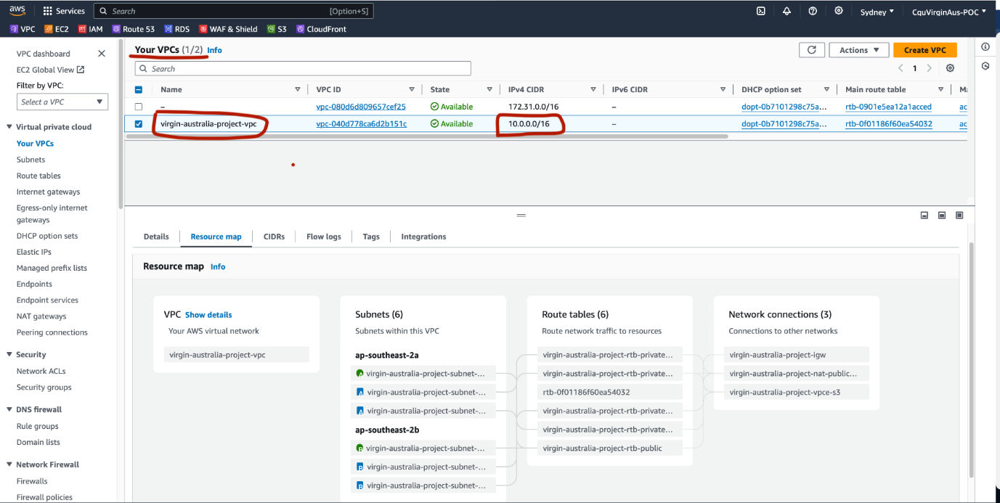 aws Services Search [Option+S] Sydney CquVirginAus-POC
VPC EC2 IAM Route 53 RDS WAF & Shield S3 CloudFront
VPC dashboard
EC2 Global View
Filter by VPC:
Select a VPC
Virtual private cloud
Your VPCs
Subnets
Route tables
Internet gateways
Egress-only internet
gateways
DHCP option sets
Elastic IPs
Managed prefix lists
Endpoints
Endpoint services
NAT gateways
Peering connections
Security
Network ACLs
Security groups
DNS firewall
Rule groups
Domain lists
Network Firewall
Firewalls
Firewall policies
Your VPCs (1/2) Info
Actions Create VPC
Search
1
Name VPC ID State IPv4 CIDR IPv6 CIDR DHCP option set Main route table Ma
– vpc-080d6d809657cef25 Available 172.31.0.0/16 – dopt-0b7101298c75a... rtb-0901e5ea12a1acced ac
virgin-australia-project-vpc vpc-040d778ca6d2b151c Available 10.0.0.0/16 – dopt-0b7101298c75a... rtb-0f01186f60ea54032 ac
Details Resource map CIDRs Flow logs Tags Integrations
Resource map Info
VPC Show details
Your AWS virtual network
virgin-australia-project-vpc
Subnets (6)
Subnets within this VPC
ap-southeast-2a
A virgin-australia-project-subnet-...
A virgin-australia-project-subnet-...
A virgin-australia-project-subnet-...
ap-southeast-2b
B virgin-australia-project-subnet-...
B virgin-australia-project-subnet-...
B virgin-australia-project-subnet-...
Route tables (6)
Route network traffic to resources
virgin-australia-project-rtb-private...
virgin-australia-project-rtb-private...
rtb-0f01186f60ea54032
virgin-australia-project-rtb-private...
virgin-australia-project-rtb-private...
virgin-australia-project-rtb-public
Network connections (3)
Connections to other networks
virgin-australia-project-igw
virgin-australia-project-nat-public...
virgin-australia-project-vpce-s3